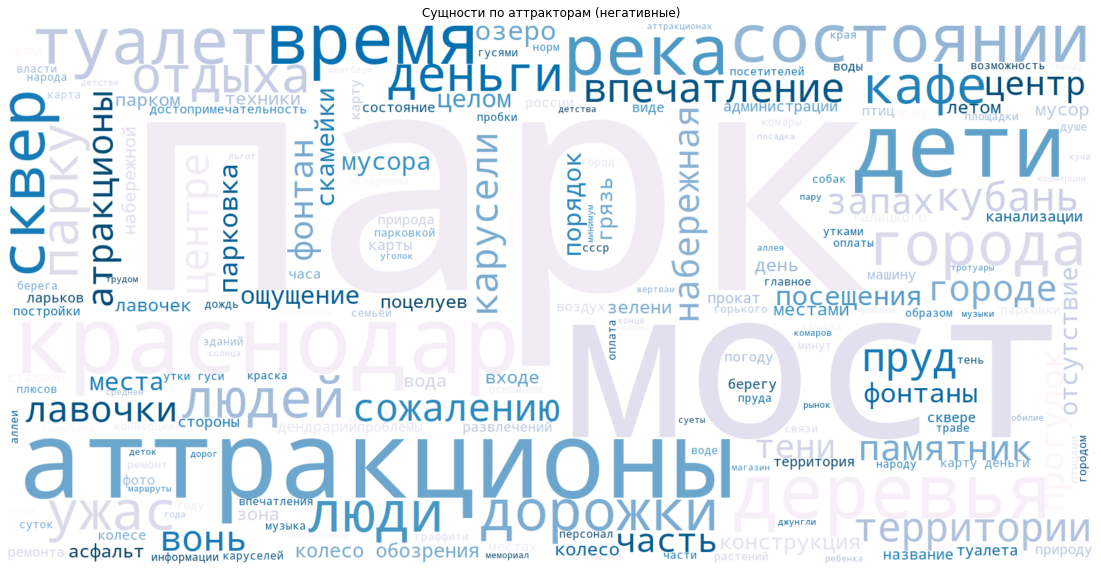 Сущности по аттракторам (негативные)
туалет
время
река
состоянии
озеро
гусями
норм
аттракционах
края
власти
народа
детстве
карта
парком
отдыха
техники
достопримечательность
деньги
впечатление
посетителей
воды
возможность
кафе
центр
карту
состояние
целом
пробки
россии
детства
виде
администрации
птиц
летом
площадки
мусор
душе
сквер
парку
аттракционы
набережной
центре
льгот
парковка
фонтан
скамейки
мусора
парк
карусели
город
порядок
минимум
грязь
ссср
набережная
комары
посадка
дети
собак
пару
запах
кубань
куча
галицкого
канализации
природа
парковкой
карты
уголок
утками
оплаты
аллея
города
берега
трудом
ларьков
постройки
лавочек
дождь
часа
ощущение
семьёй
поцелуев
воздух
жертвам
зелени
прокат
горького
день
главное
машину
посещения
местами
образом
городе
тротуары
музыки
парковки
отсутствие
краснодар
зданий
солнца
плюсов
места
утки
гуси
краска
среднем
вода
входе
конце
оплата
мост
погоду
комаров
минут
берегу
пруда
рынок
пруд
тень
фонтаны
сквере
траве
обилие
прогулок
лавочки
стороны
людей
дендрарий
проблемы
сожалению
развлечений
суеты
связи
аллеи
аттракционы
деток
ремонт
дорог
фото
маршруты
воде
магазин
тени
территория
памятник
народу
карту
деньги
городом
деревья
ужас
году
года
впечатления
зона
музыка
люди
граффити
дорожки
персонал
часть
части
местах
джунгли
территории
суток
колесе
ремонта
асфальт
вонь
информации
каруселей
колесо
обозрения
мемориал
колесо
конструкция
растений
ребенка
название
туалета
природу